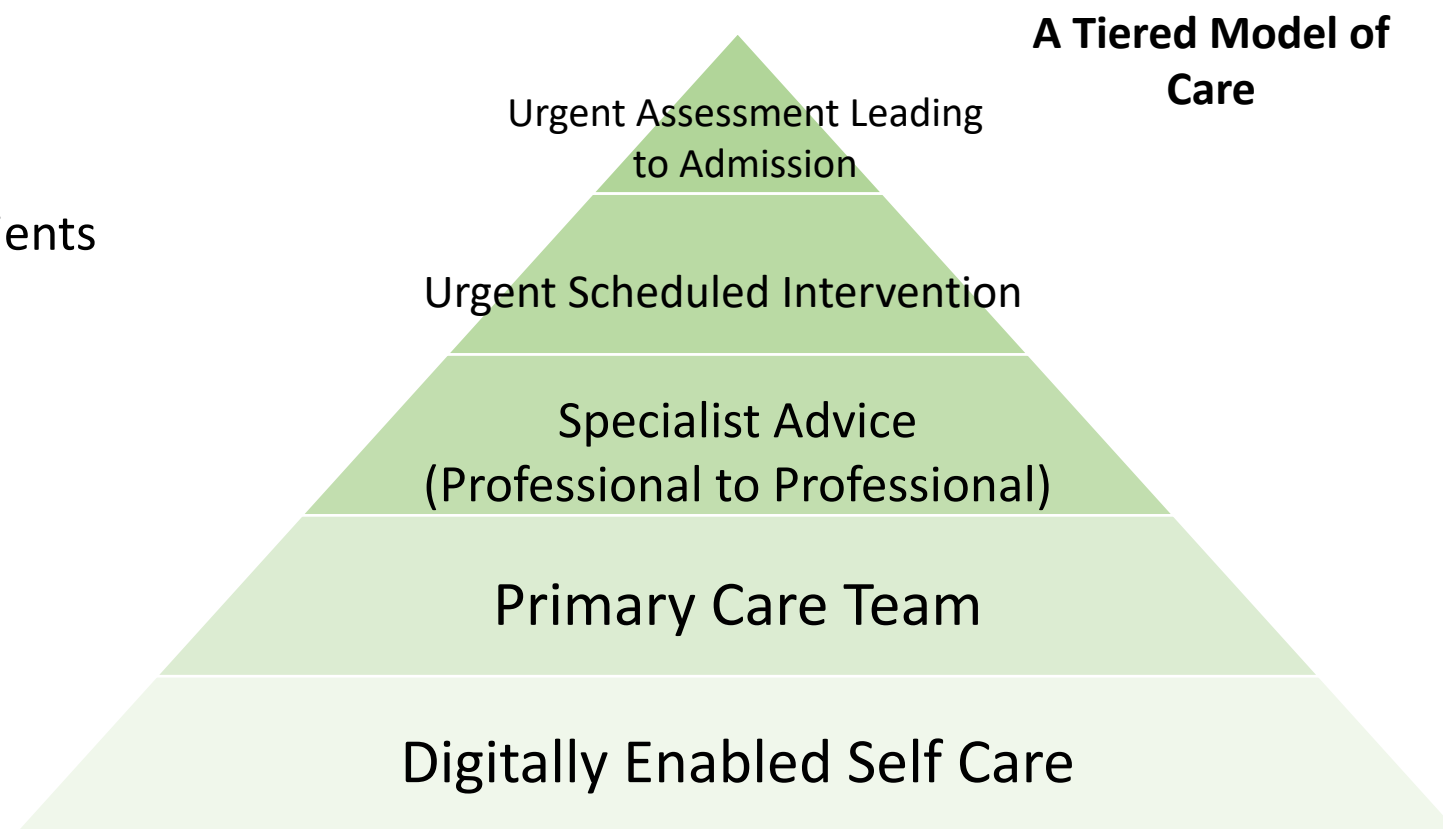 A Tiered Model of
Care
Urgent Assessment Leading
to Admission
Urgent Scheduled Intervention
Specialist Advice
(Professional to Professional)
Primary Care Team
Digitally Enabled Self Care